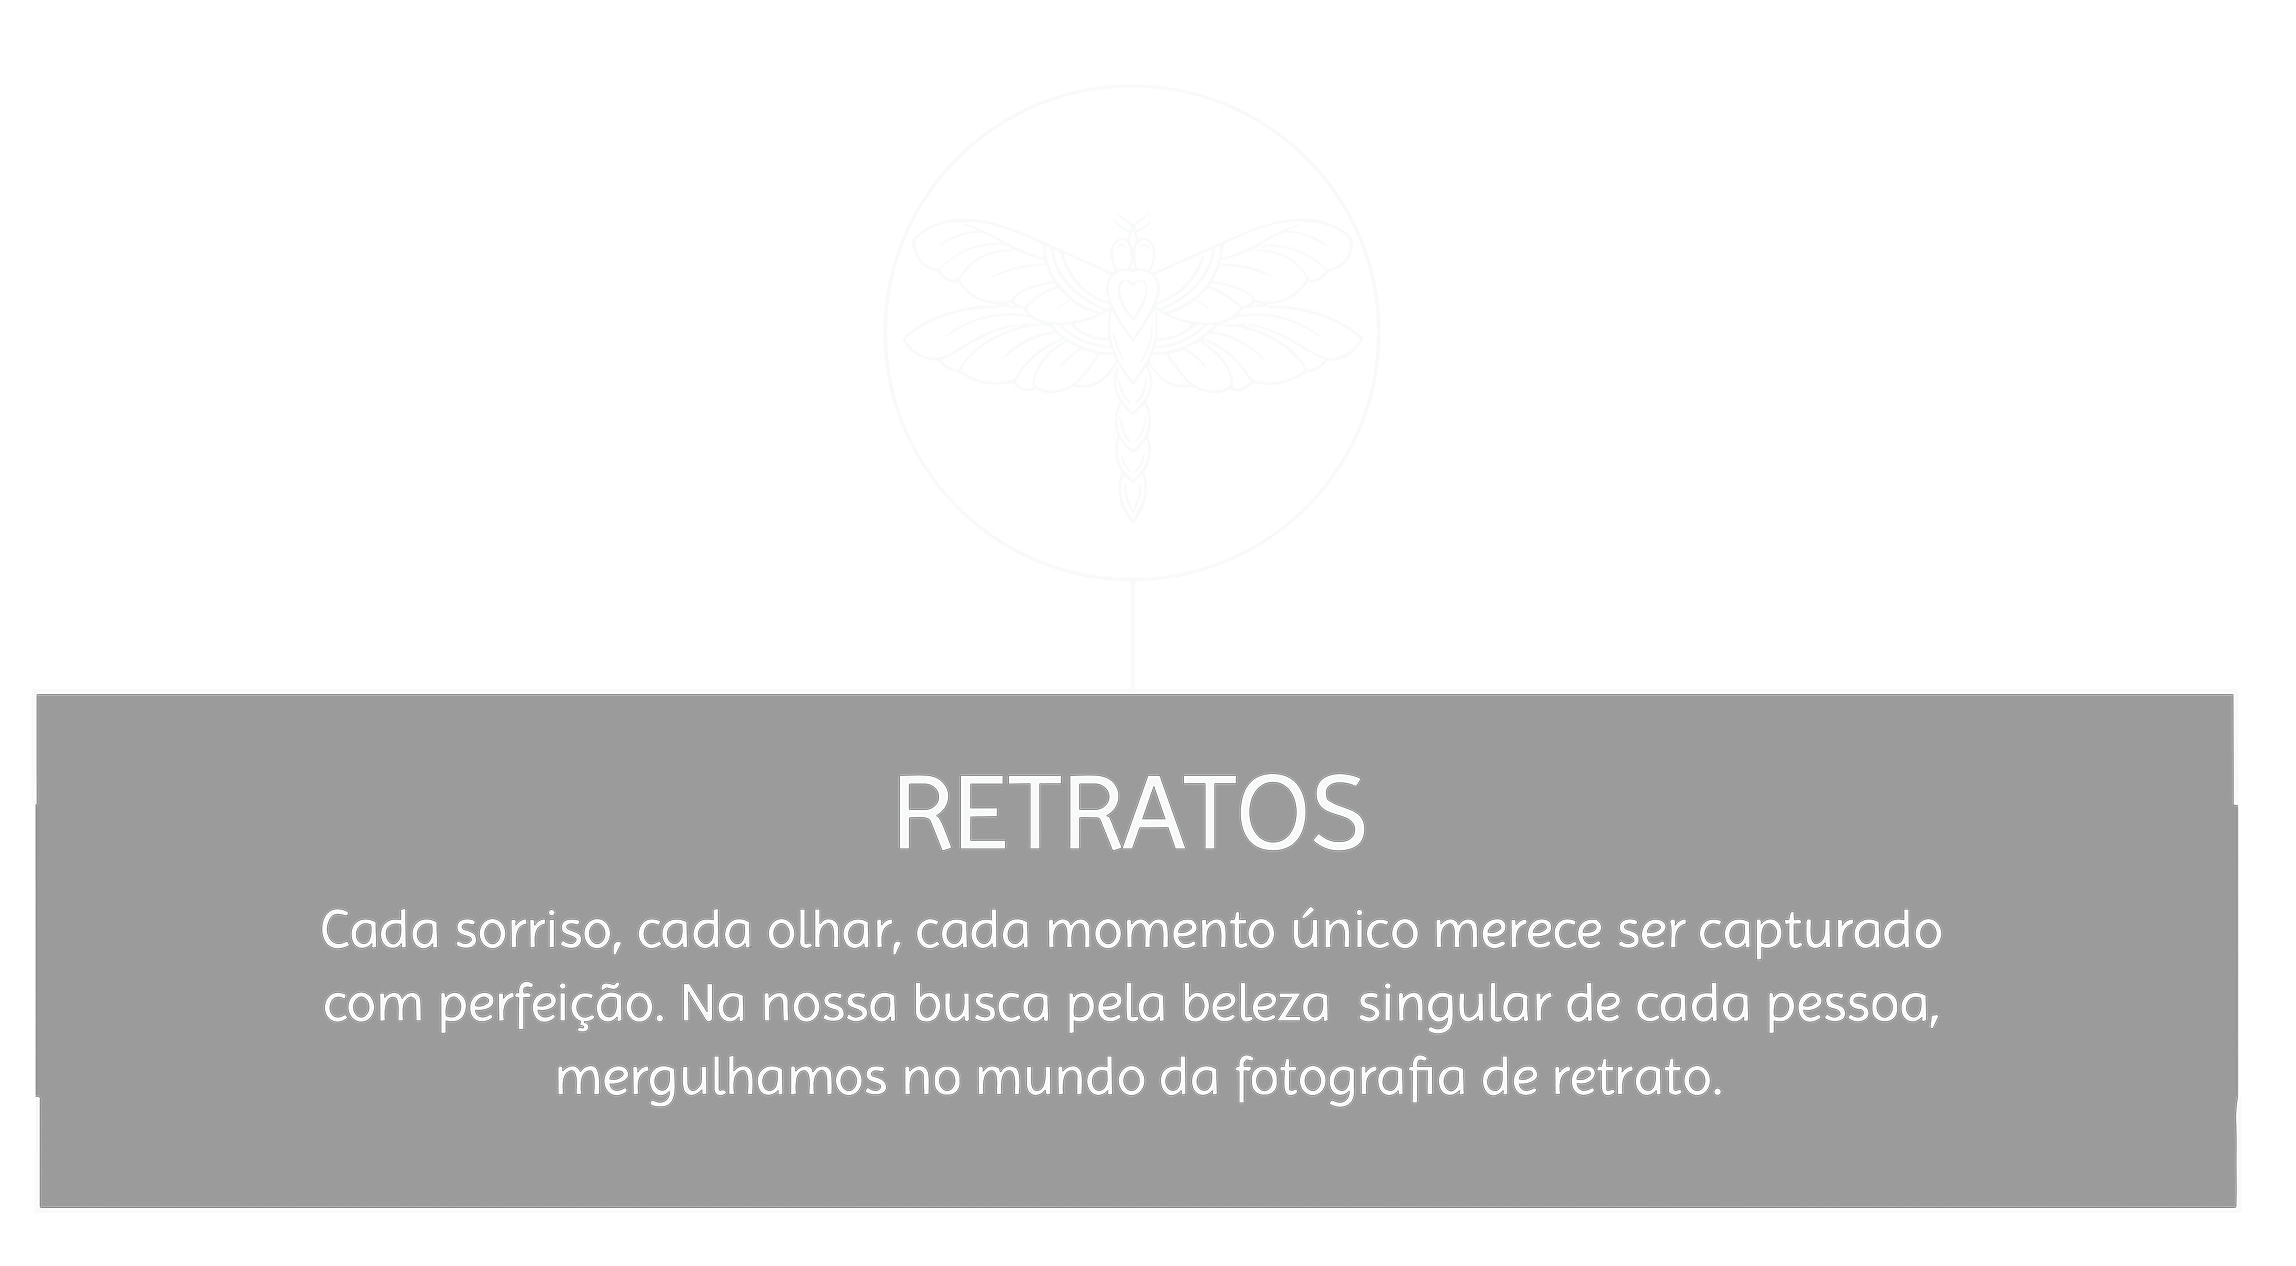 RETRATOS
Cada sorriso, cada olhar, cada momento único merece ser capturado
com perfeição. Na nossa busca pela beleza  singular de cada pessoa,
mergulhamos no mundo da fotografia de retrato.